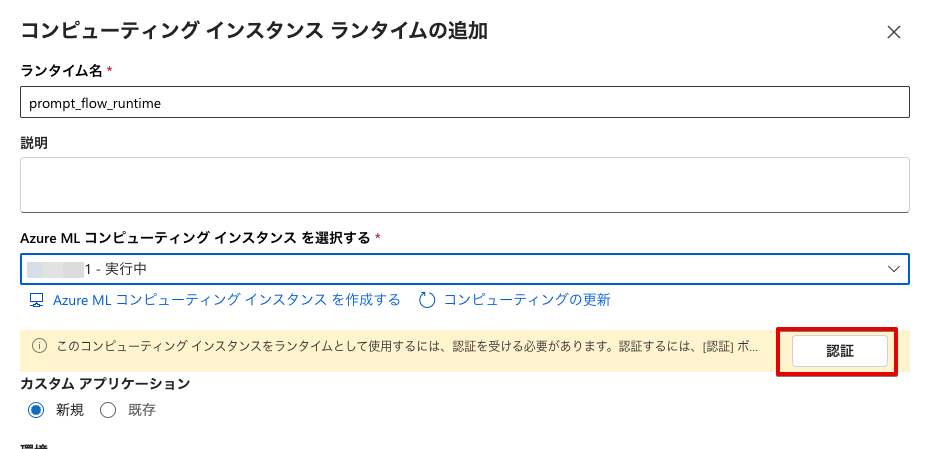 コンピューティング インスタンス ランタイムの追加
ランタイム名 *
prompt_flow_runtime
説明
Azure ML コンピューティング インスタンス を選択する *
1 - 実行中
Azure ML コンピューティング インスタンス を作成する コンピューティングの更新
このコンピューティング インスタンスをランタイムとして使用するには、認証を受ける必要があります。認証するには、[認証] ボ... 認証
カスタム アプリケーション
新規 既存